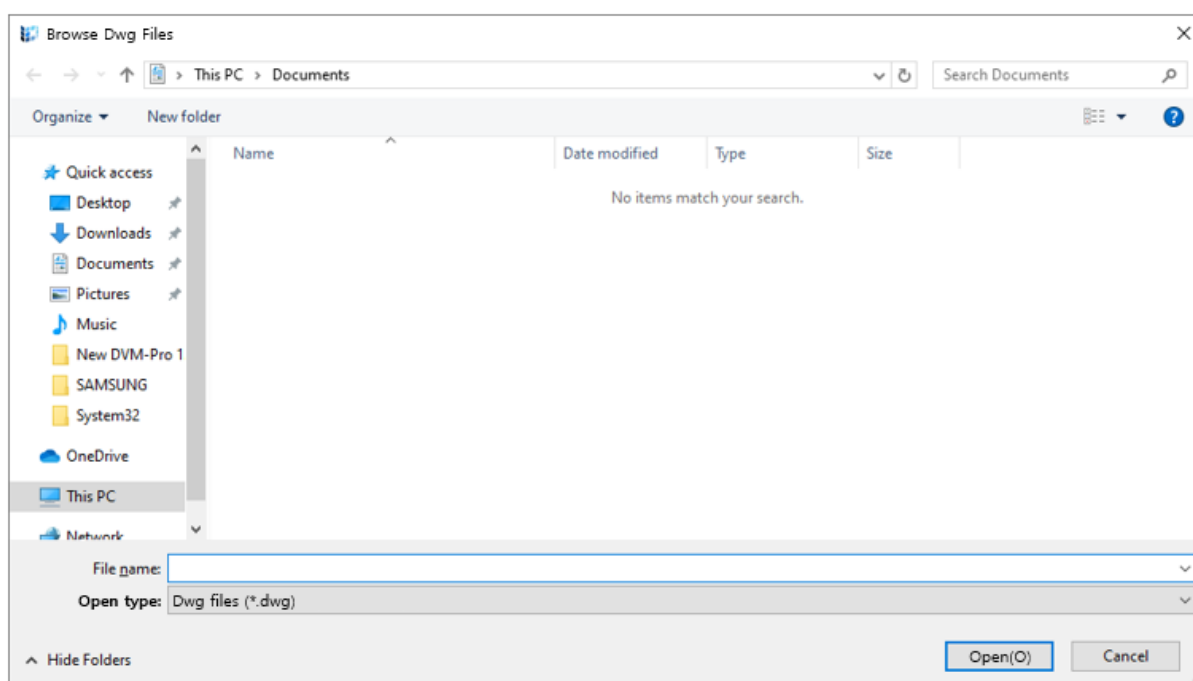 Browse Dwg Files
This PC > Documents
Search Documents
Organize
New folder
Name
Date modified
Type
Size
No items match your search.
Quick access
Desktop
Downloads
Documents
Pictures
Music
New DVM-Pro 1
SAMSUNG
System32
OneDrive
This PC
Network
File name:
Open type: Dwg files (*.dwg)
Hide Folders
Open(O)
Cancel